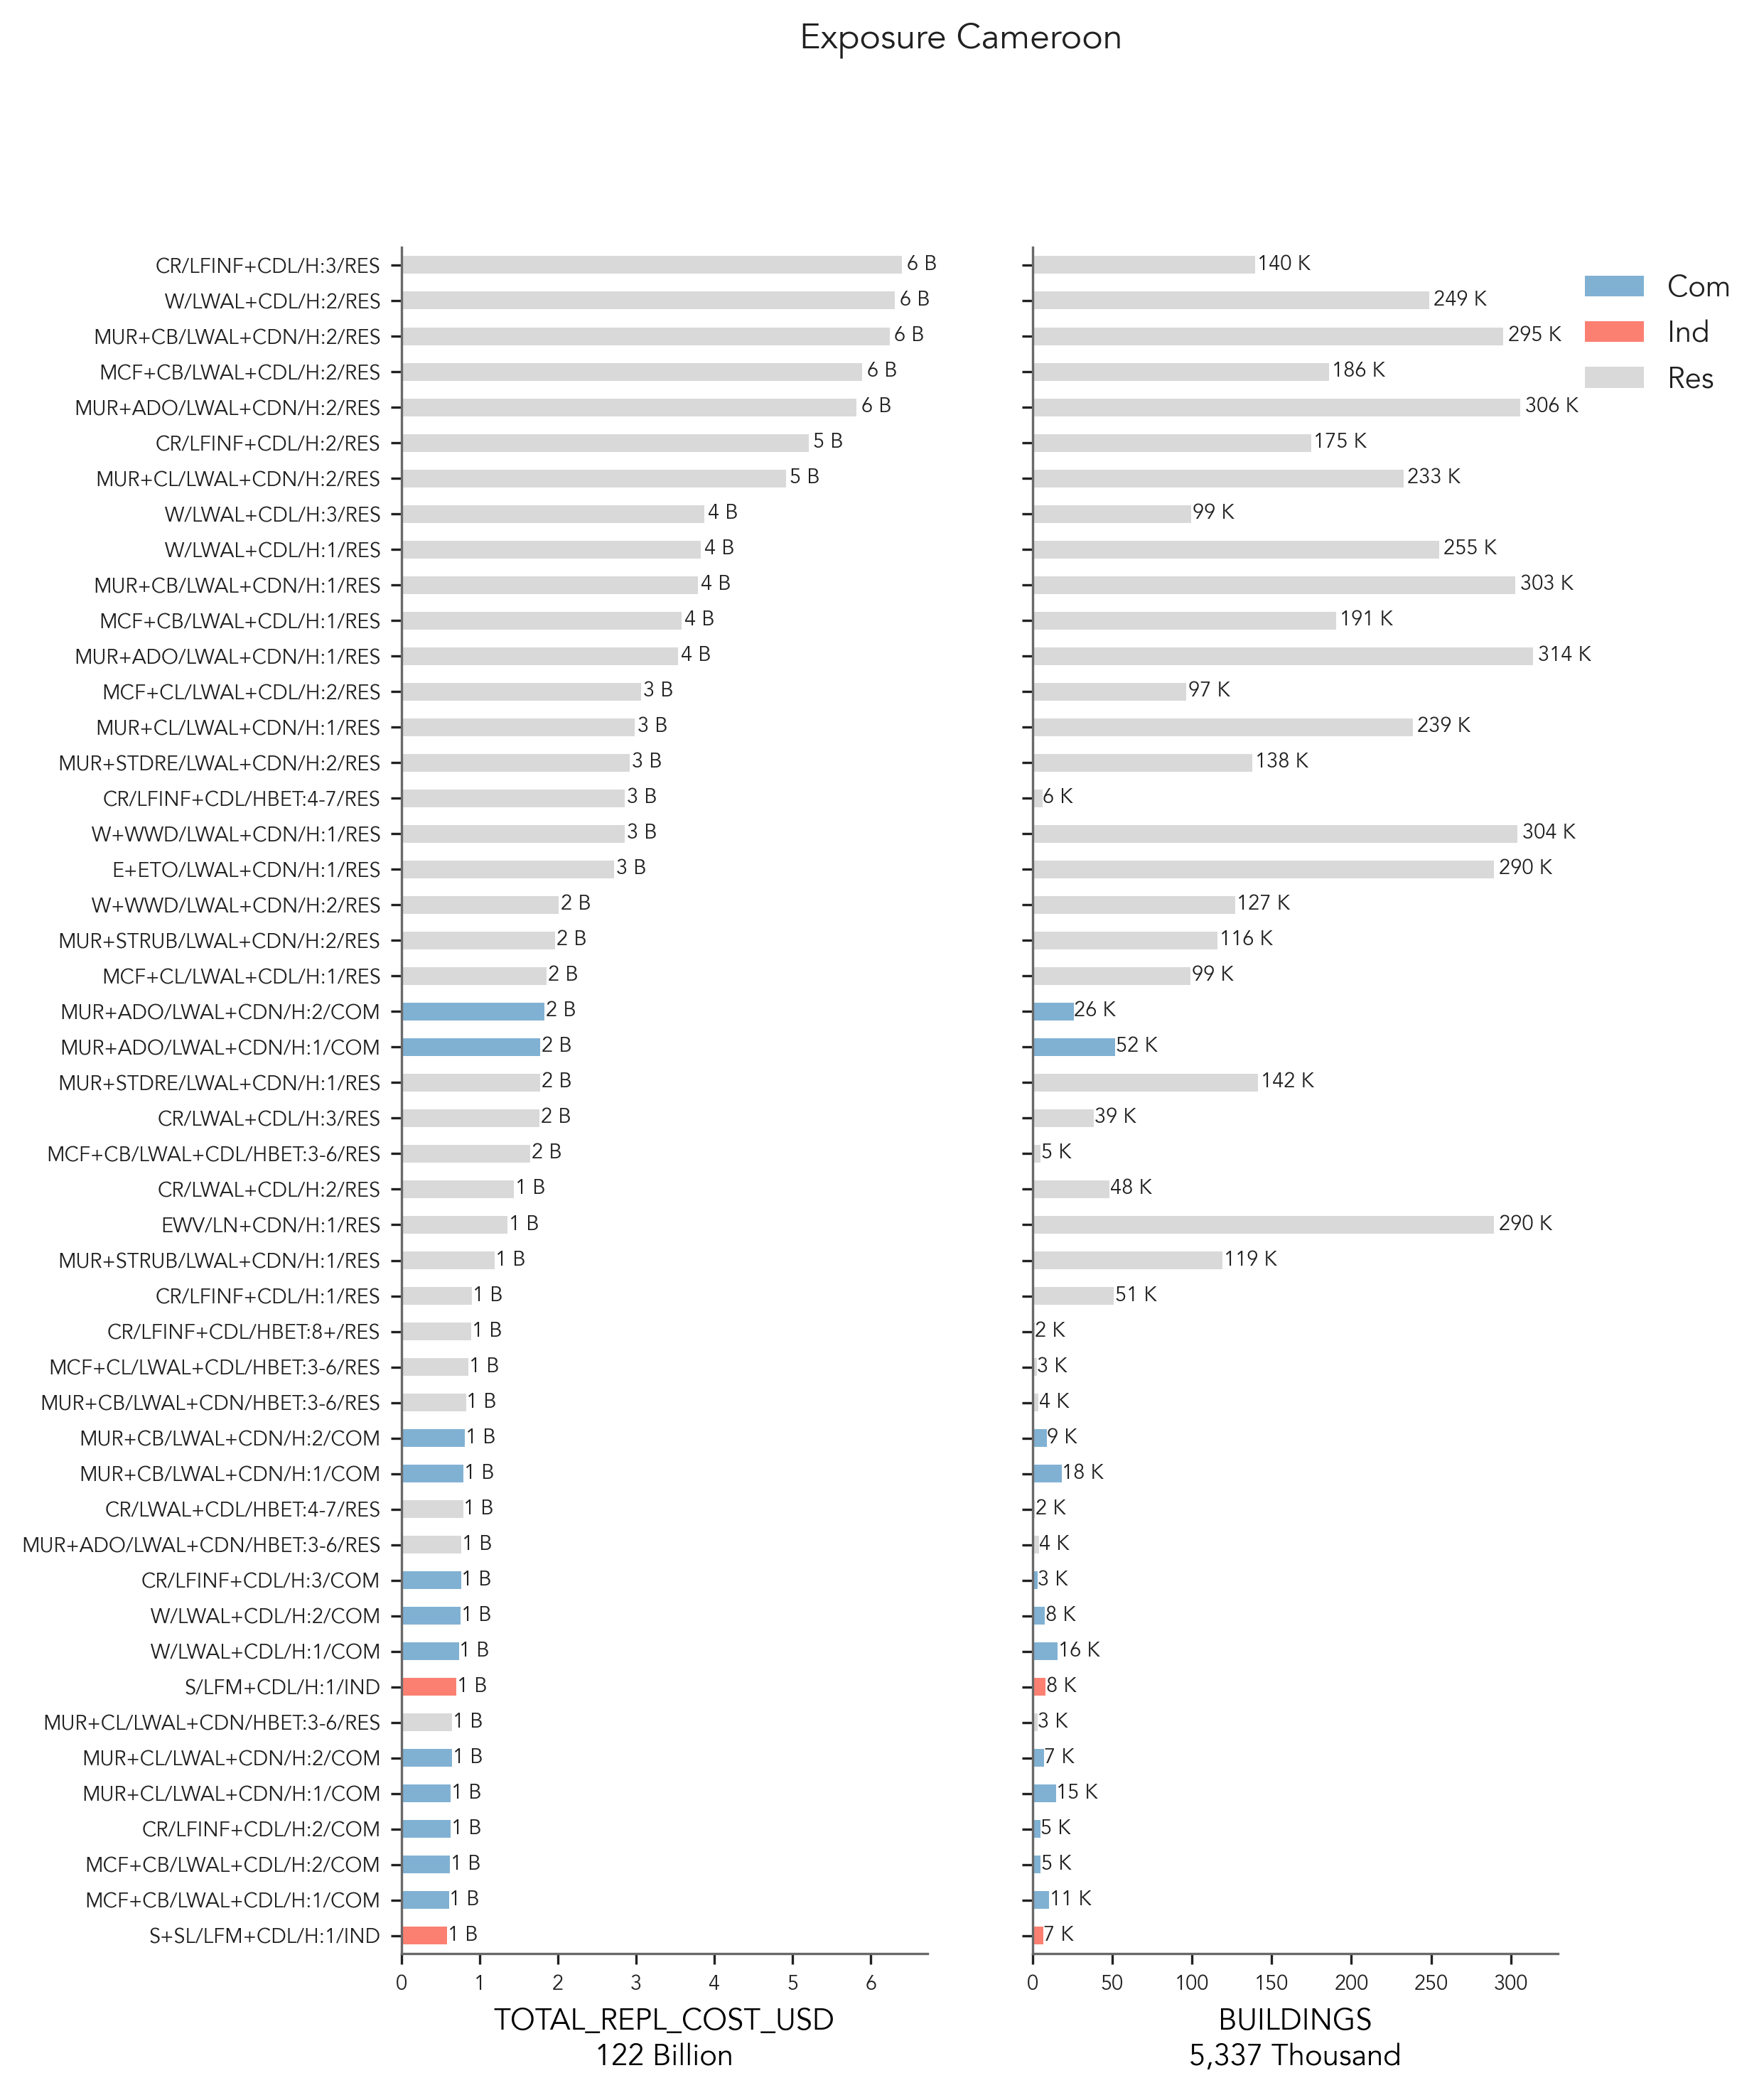 Exposure Cameroon
CR/LFINF+CDL/H:3/RES 6 B 140 K
W/LWAL+CDL/H:2/RES 6 B 249 K
MUR+CB/LWAL+CDN/H:2/RES 6 B 295 K
MCF+CB/LWAL+CDL/H:2/RES 6 B 186 K
MUR+ADO/LWAL+CDN/H:2/RES 6 B 306 K
CR/LFINF+CDL/H:2/RES 5 B 175 K
MUR+CL/LWAL+CDN/H:2/RES 5 B 233 K
W/LWAL+CDL/H:3/RES 4 B 99 K
W/LWAL+CDL/H:1/RES 4 B 255 K
MUR+CB/LWAL+CDN/H:1/RES 4 B 303 K
MCF+CB/LWAL+CDL/H:1/RES 4 B 191 K
MUR+ADO/LWAL+CDN/H:1/RES 4 B 314 K
MCF+CL/LWAL+CDL/H:2/RES 3 B 97 K
MUR+CL/LWAL+CDN/H:1/RES 3 B 239 K
MUR+STDRE/LWAL+CDN/H:2/RES 3 B 138 K
CR/LFINF+CDL/HBET:4-7/RES 3 B 6 K
W+WWD/LWAL+CDN/H:1/RES 3 B 304 K
E+ETO/LWAL+CDN/H:1/RES 3 B 290 K
W+WWD/LWAL+CDN/H:2/RES 2 B 127 K
MUR+STRUB/LWAL+CDN/H:2/RES 2 B 116 K
MCF+CL/LWAL+CDL/H:1/RES 2 B 99 K
MUR+ADO/LWAL+CDN/H:2/COM 2 B 26 K
MUR+ADO/LWAL+CDN/H:1/COM 2 B 52 K
MUR+STDRE/LWAL+CDN/H:1/RES 2 B 142 K
CR/LWAL+CDL/H:3/RES 2 B 39 K
MCF+CB/LWAL+CDL/HBET:3-6/RES 2 B 5 K
CR/LWAL+CDL/H:2/RES 1 B 48 K
EWV/LN+CDN/H:1/RES 1 B 290 K
MUR+STRUB/LWAL+CDN/H:1/RES 1 B 119 K
CR/LFINF+CDL/H:1/RES 1 B 51 K
CR/LFINF+CDL/HBET:8+/RES 1 B 2 K
MCF+CL/LWAL+CDL/HBET:3-6/RES 1 B 3 K
MUR+CB/LWAL+CDN/HBET:3-6/RES 1 B 4 K
MUR+CB/LWAL+CDN/H:2/COM 1 B 9 K
MUR+CB/LWAL+CDN/H:1/COM 1 B 18 K
CR/LWAL+CDL/HBET:4-7/RES 1 B 2 K
MUR+ADO/LWAL+CDN/HBET:3-6/RES 1 B 4 K
CR/LFINF+CDL/H:3/COM 1 B 3 K
W/LWAL+CDL/H:2/COM 1 B 8 K
W/LWAL+CDL/H:1/COM 1 B 16 K
S/LFM+CDL/H:1/IND 1 B 8 K
MUR+CL/LWAL+CDN/HBET:3-6/RES 1 B 3 K
MUR+CL/LWAL+CDN/H:2/COM 1 B 7 K
MUR+CL/LWAL+CDN/H:1/COM 1 B 15 K
CR/LFINF+CDL/H:2/COM 1 B 5 K
MCF+CB/LWAL+CDL/H:2/COM 1 B 5 K
MCF+CB/LWAL+CDL/H:1/COM 1 B 11 K
S+SL/LFM+CDL/H:1/IND 1 B 7 K
0 1 2 3 4 5 6
TOTAL_REPL_COST_USD
122 Billion
0 50 100 150 200 250 300
BUILDINGS
5,337 Thousand
Com
Ind
Res